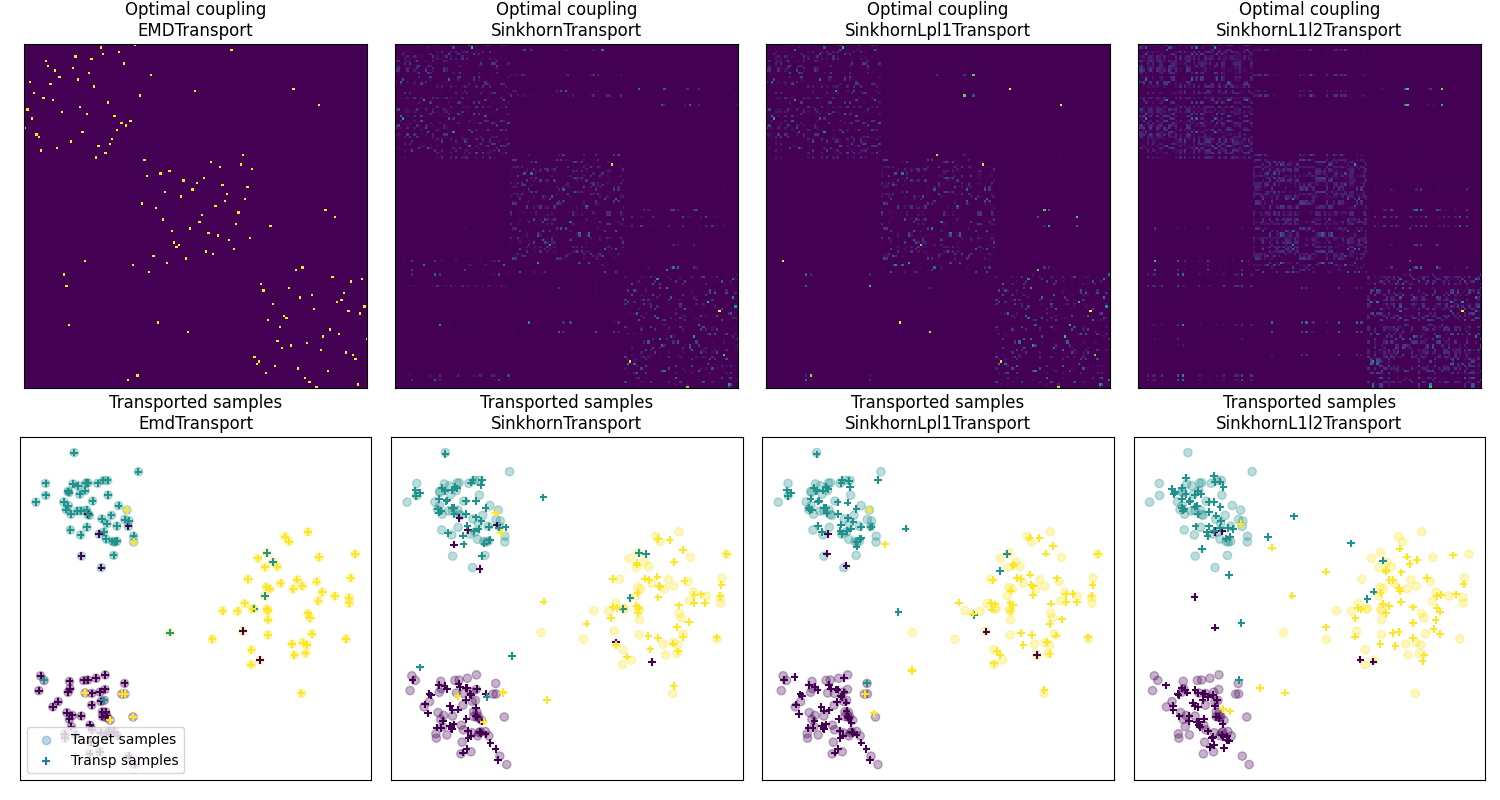 Optimal coupling
EMDTransport
Optimal coupling
SinkhornTransport
Optimal coupling
SinkhornLpl1Transport
Optimal coupling
SinkhornL1l2Transport
Transported samples
EmdTransport
Transported samples
SinkhornTransport
Transported samples
SinkhornLpl1Transport
Transported samples
SinkhornL1l2Transport
Target samples
Transp samples